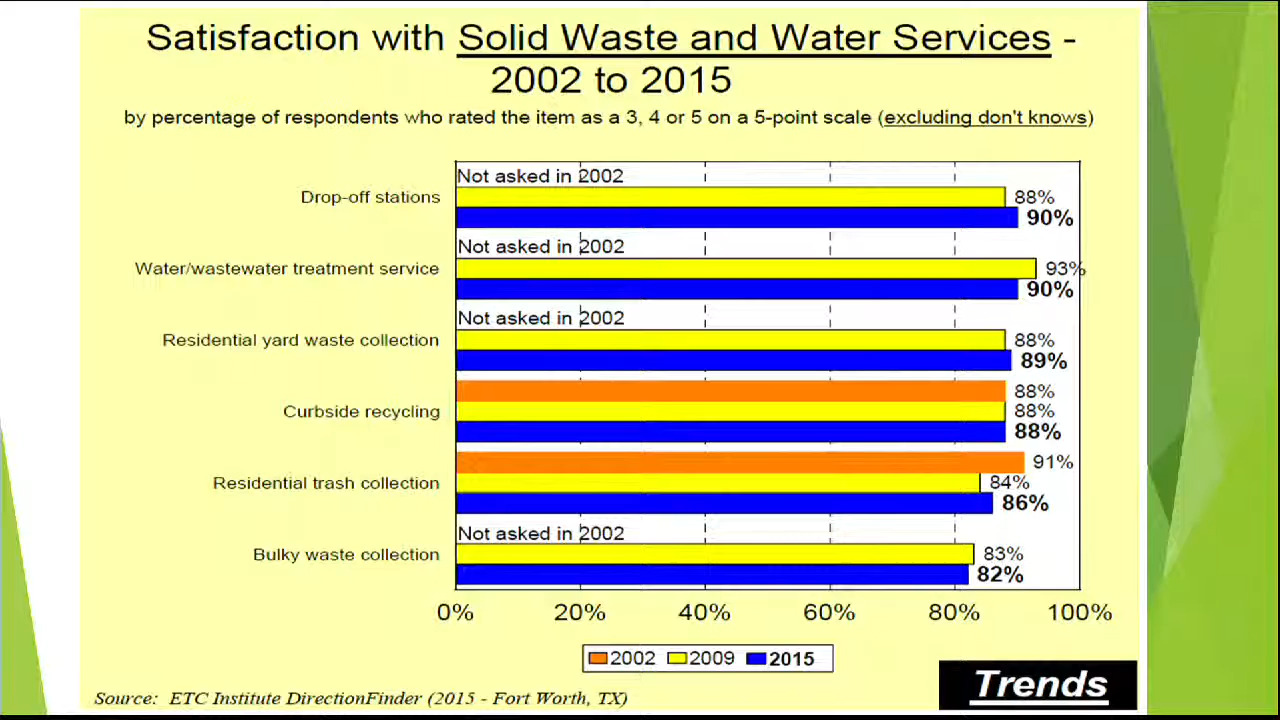 Satisfaction with Solid Waste and Water Services -
2002 to 2015
by percentage of respondents who rated the item as a 3, 4 or 5 on a 5-point scale (excluding don't knows)
Not asked in 2002
Drop-off stations
88%
90%
Not asked in 2002
Water/wastewater treatment service
93%
90%
Not asked in 2002
Residential yard waste collection
88%
89%
88%
Curbside recycling
88%
88%
91%
Residential trash collection
84%
86%
Not asked in 2002
Bulky waste collection
83%
82%
0% 20% 40% 60% 80% 100%
2002 2009 2015
Source: ETC Institute DirectionFinder (2015 - Fort Worth, TX)
Trends